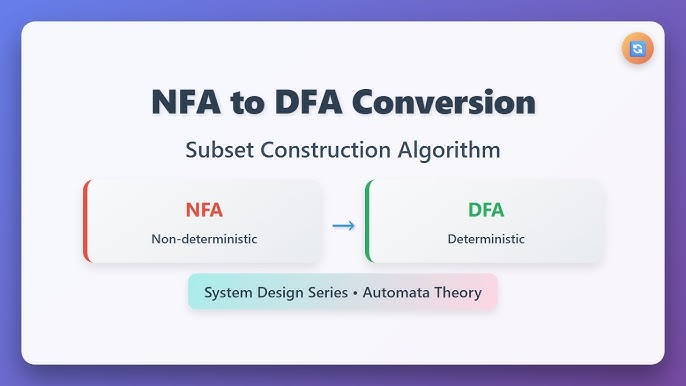 NFA to DFA Conversion
Subset Construction Algorithm
NFA
Non-deterministic
→
DFA
Deterministic
System Design Series • Automata Theory